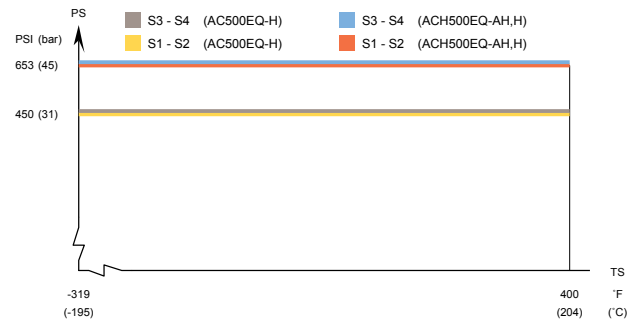 PS
S3 - S4 (AC500EQ-H) S3 - S4 (ACH500EQ-AH,H)
PSI (bar) S1 - S2 (AC500EQ-H) S1 - S2 (ACH500EQ-AH,H)
653 (45)
450 (31)
TS
-319 400 °F
(-195) (204) (°C)